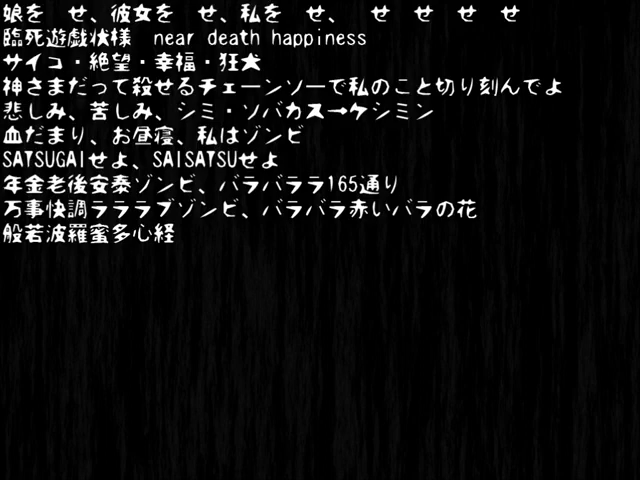 娘を　せ、彼女を　せ、私を　せ、　せ　せ　せ　せ
臨死遊戯状様　near death happiness
サイコ・絶望・幸福・狂犬
神さまだって殺せるチェーンソーで私のこと切り刻んでよ
悲しみ、苦しみ、シミ・ソバカス→ケシミン
血だまり、お昼寝、私はゾンビ
SATSUGAIせよ、SAISATSUせよ
年金老後安泰ゾンビ、バラバララ165通り
万事快調ラララブゾンビ、バラバラ赤いバラの花
般若波羅蜜多心経